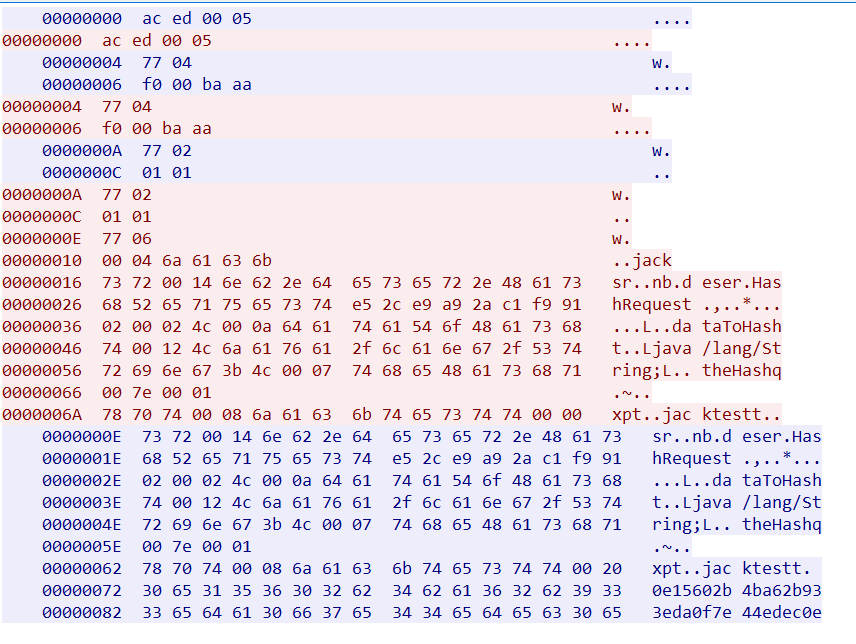 00000000 ac ed 00 05 ....
00000000 ac ed 00 05 ....
00000004 77 04 w.
00000006 f0 00 ba aa ....
00000004 77 04 w.
00000006 f0 00 ba aa ....
0000000A 77 02 w.
0000000C 01 01 ..
0000000A 77 02 w.
0000000C 01 01 ..
0000000E 77 06 w.
00000010 00 04 6a 61 63 6b ..jack
00000016 73 72 00 14 6e 62 2e 64 65 73 65 72 2e 48 61 73 sr..nb.d eser.Has
00000026 68 52 65 71 75 65 73 74 e5 2c e9 a9 2a c1 f9 91 hRequest .,..*...
00000036 02 00 02 4c 00 0a 64 61 74 61 54 6f 48 61 73 68 ...L..da taToHash
00000046 74 00 12 4c 6a 61 76 61 2f 6c 61 6e 67 2f 53 74 t..Ljava /lang/St
00000056 72 69 6e 67 3b 4c 00 07 74 68 65 48 61 73 68 71 ring;L.. theHashq
00000066 00 7e 00 01 .~..
0000006A 78 70 74 00 08 6a 61 63 6b 74 65 73 74 74 00 00 xpt..jac ktestt..
0000000E 73 72 00 14 6e 62 2e 64 65 73 65 72 2e 48 61 73 sr..nb.d eser.Has
0000001E 68 52 65 71 75 65 73 74 e5 2c e9 a9 2a c1 f9 91 hRequest .,..*...
0000002E 02 00 02 4c 00 0a 64 61 74 61 54 6f 48 61 73 68 ...L..da taToHash
0000003E 74 00 12 4c 6a 61 76 61 2f 6c 61 6e 67 2f 53 74 t..Ljava /lang/St
0000004E 72 69 6e 67 3b 4c 00 07 74 68 65 48 61 73 68 71 ring;L.. theHashq
0000005E 00 7e 00 01 .~..
00000062 78 70 74 00 08 6a 61 63 6b 74 65 73 74 74 00 20 xpt..jac ktestt.
00000072 30 65 31 35 36 30 32 62 34 62 61 36 32 62 39 33 0e15602b 4ba62b93
00000082 33 65 64 61 30 66 37 65 34 34 65 64 65 63 30 65 3eda0f7e 44edec0e